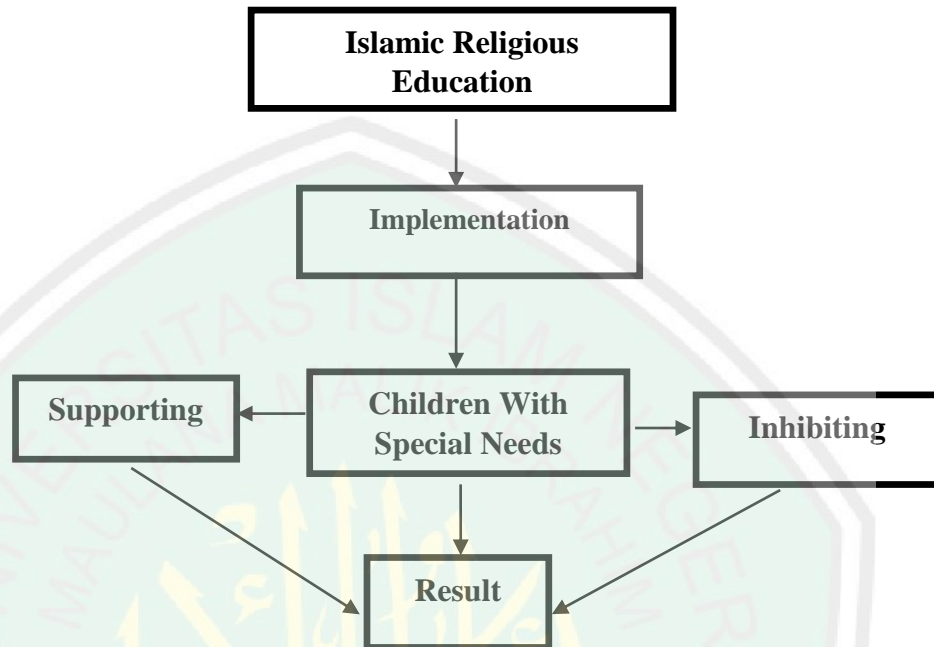 Islamic Religious
Education
Implementation
Supporting
Children With
Special Needs
Inhibiting
Result